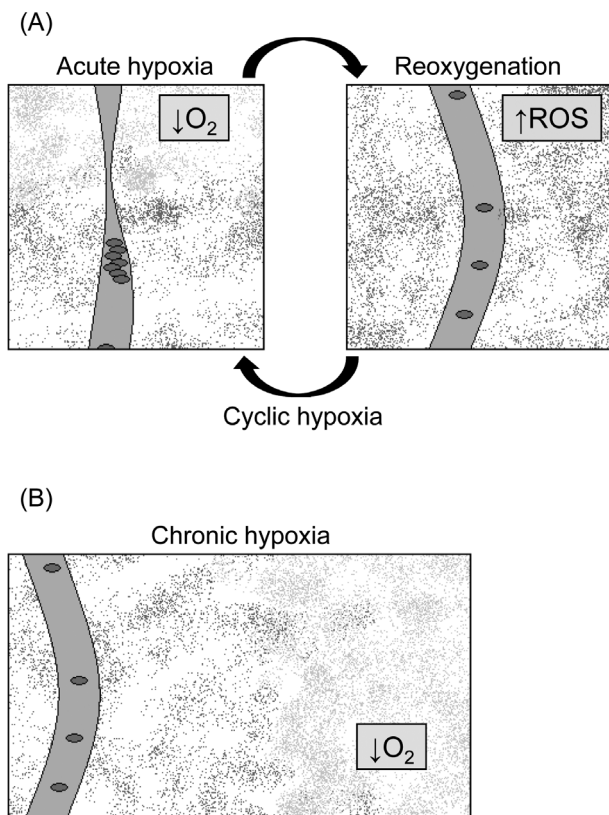 (A)
Acute hypoxia
Reoxygenation
↓O₂
↑ROS
Cyclic hypoxia
(B)
Chronic hypoxia
↓O₂